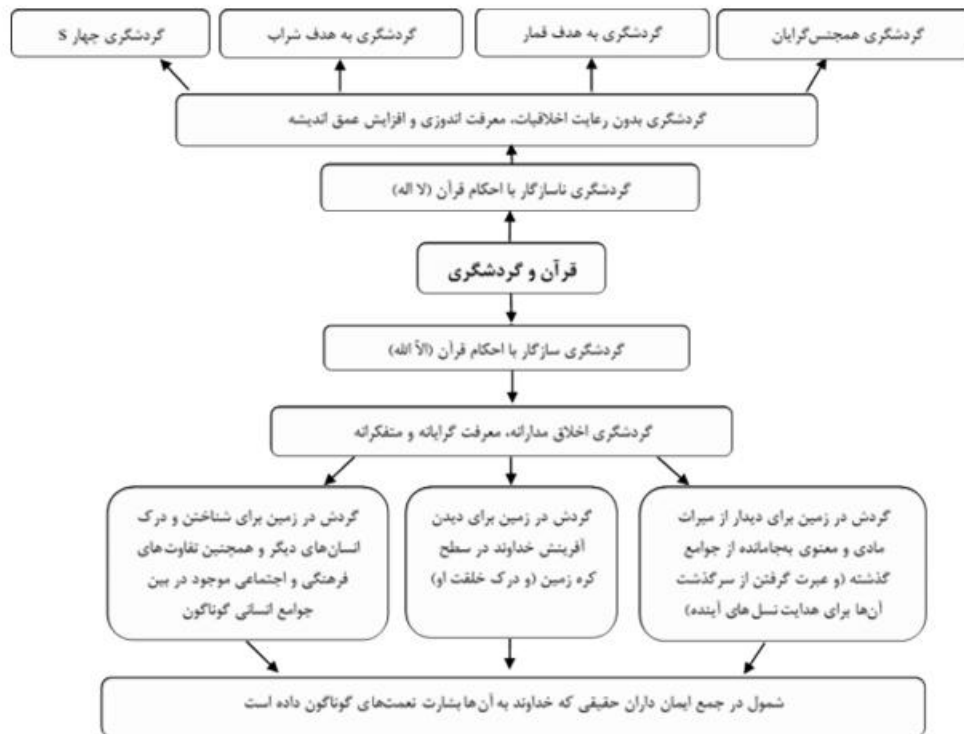 گردشگری همجنس‌گرایان
گردشگری به هدف قمار
گردشگری به هدف شراب
گردشگری چهار S
گردشگری بدون رعایت اخلاقیات، معرفت اندوزی و افزایش عمق اندیشه
گردشگری ناسازگار با احکام قرآن (لا اله)
قرآن و گردشگری
گردشگری سازگار با احکام قرآن (الاّ الله)
گردشگری اخلاق مدارانه، معرفت گرایانه و متفکرانه
گردش در زمین برای دیدار از میراث
مادی و معنوی به‌جامانده از جوامع
گذشته (و عبرت گرفتن از سرگذشت
آن‌ها برای هدایت نسل‌های آینده)
گردش در زمین برای دیدن
آفرینش خداوند در سطح
کره زمین (و درک خلقت او)
گردش در زمین برای شناختن و درک
انسان‌های دیگر و همچنین تفاوت‌های
فرهنگی و اجتماعی موجود در بین
جوامع انسانی گوناگون
شمول در جمع ایمان داران حقیقی که خداوند به آن‌ها بشارت نعمت‌های گوناگون داده است